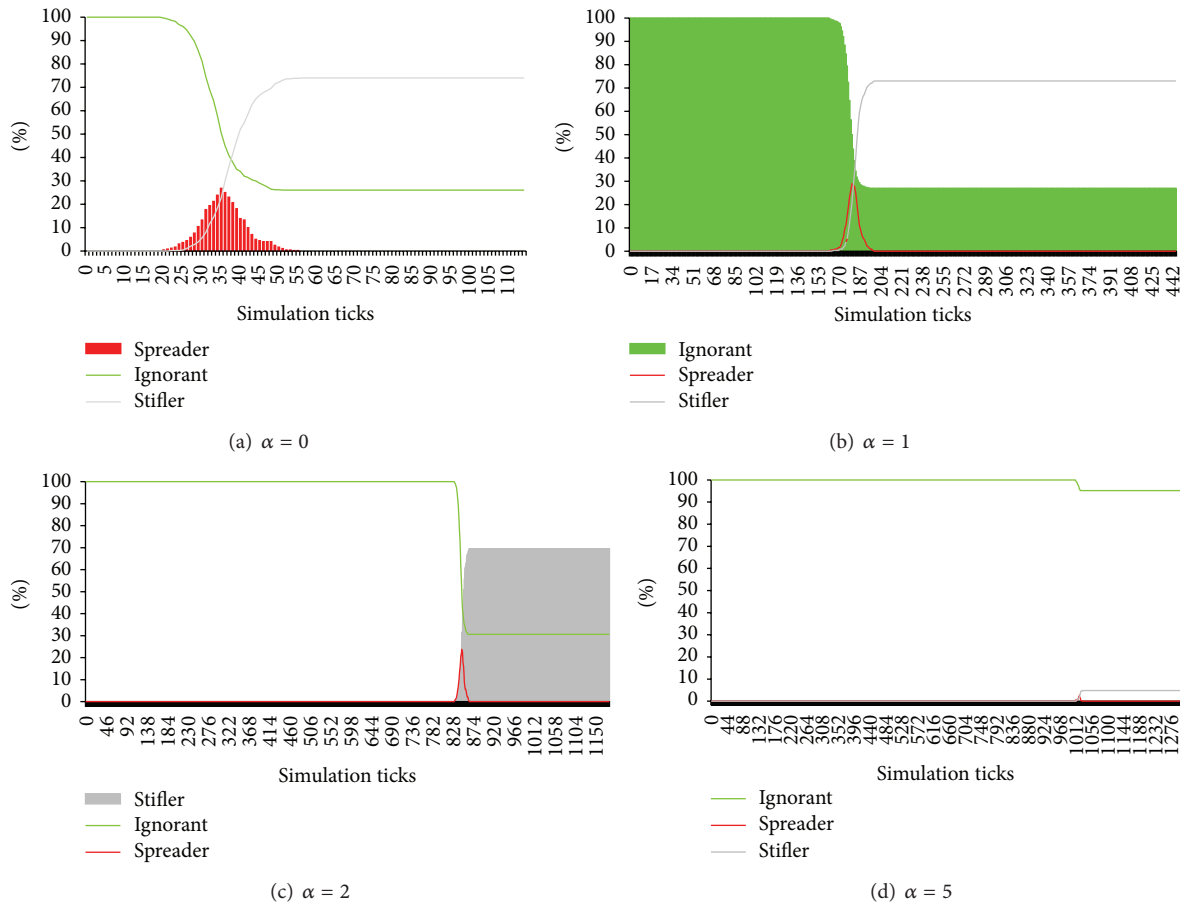 100
90
80
70
60
50
40
30
20
10
0
(%)
0 5 10 15 20 25 30 35 40 45 50 55 60 65 70 75 80 85 90 95 100 105 110
Simulation ticks
Spreader
Ignorant
Stifler
(a) α = 0
100
90
80
70
60
50
40
30
20
10
0
(%)
0 17 34 51 68 85 102 119 136 153 170 187 204 221 238 255 272 289 306 323 340 357 374 391 408 425 442
Simulation ticks
Ignorant
Spreader
Stifler
(b) α = 1
100
90
80
70
60
50
40
30
20
10
0
(%)
0 46 92 138 184 230 276 322 368 414 460 506 552 598 644 690 736 782 828 874 920 966 1012 1058 1104 1150
Simulation ticks
Stifler
Ignorant
Spreader
(c) α = 2
100
90
80
70
60
50
40
30
20
10
0
(%)
0 44 88 132 176 220 264 308 352 396 440 484 528 572 616 660 704 748 792 836 880 924 968 1012 1056 1100 1144 1188 1232 1276
Simulation ticks
Ignorant
Spreader
Stifler
(d) α = 5